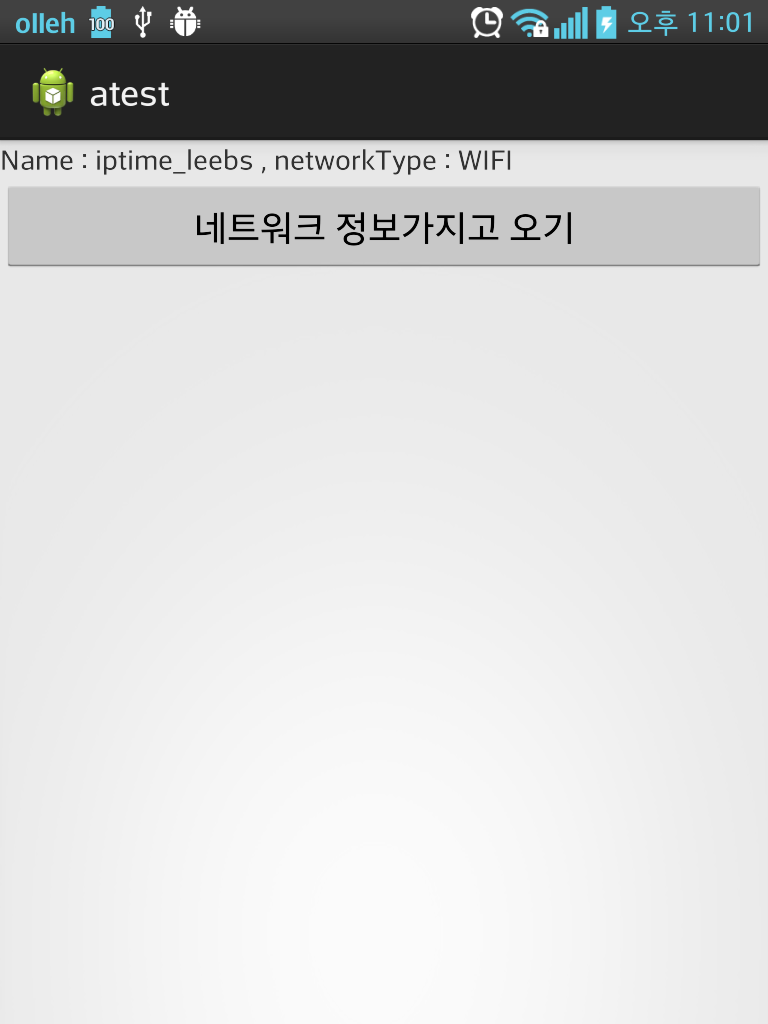 olleh 100 오후 11:01
atest
Name : iptime_leebs , networkType : WIFI
네트워크 정보가지고 오기